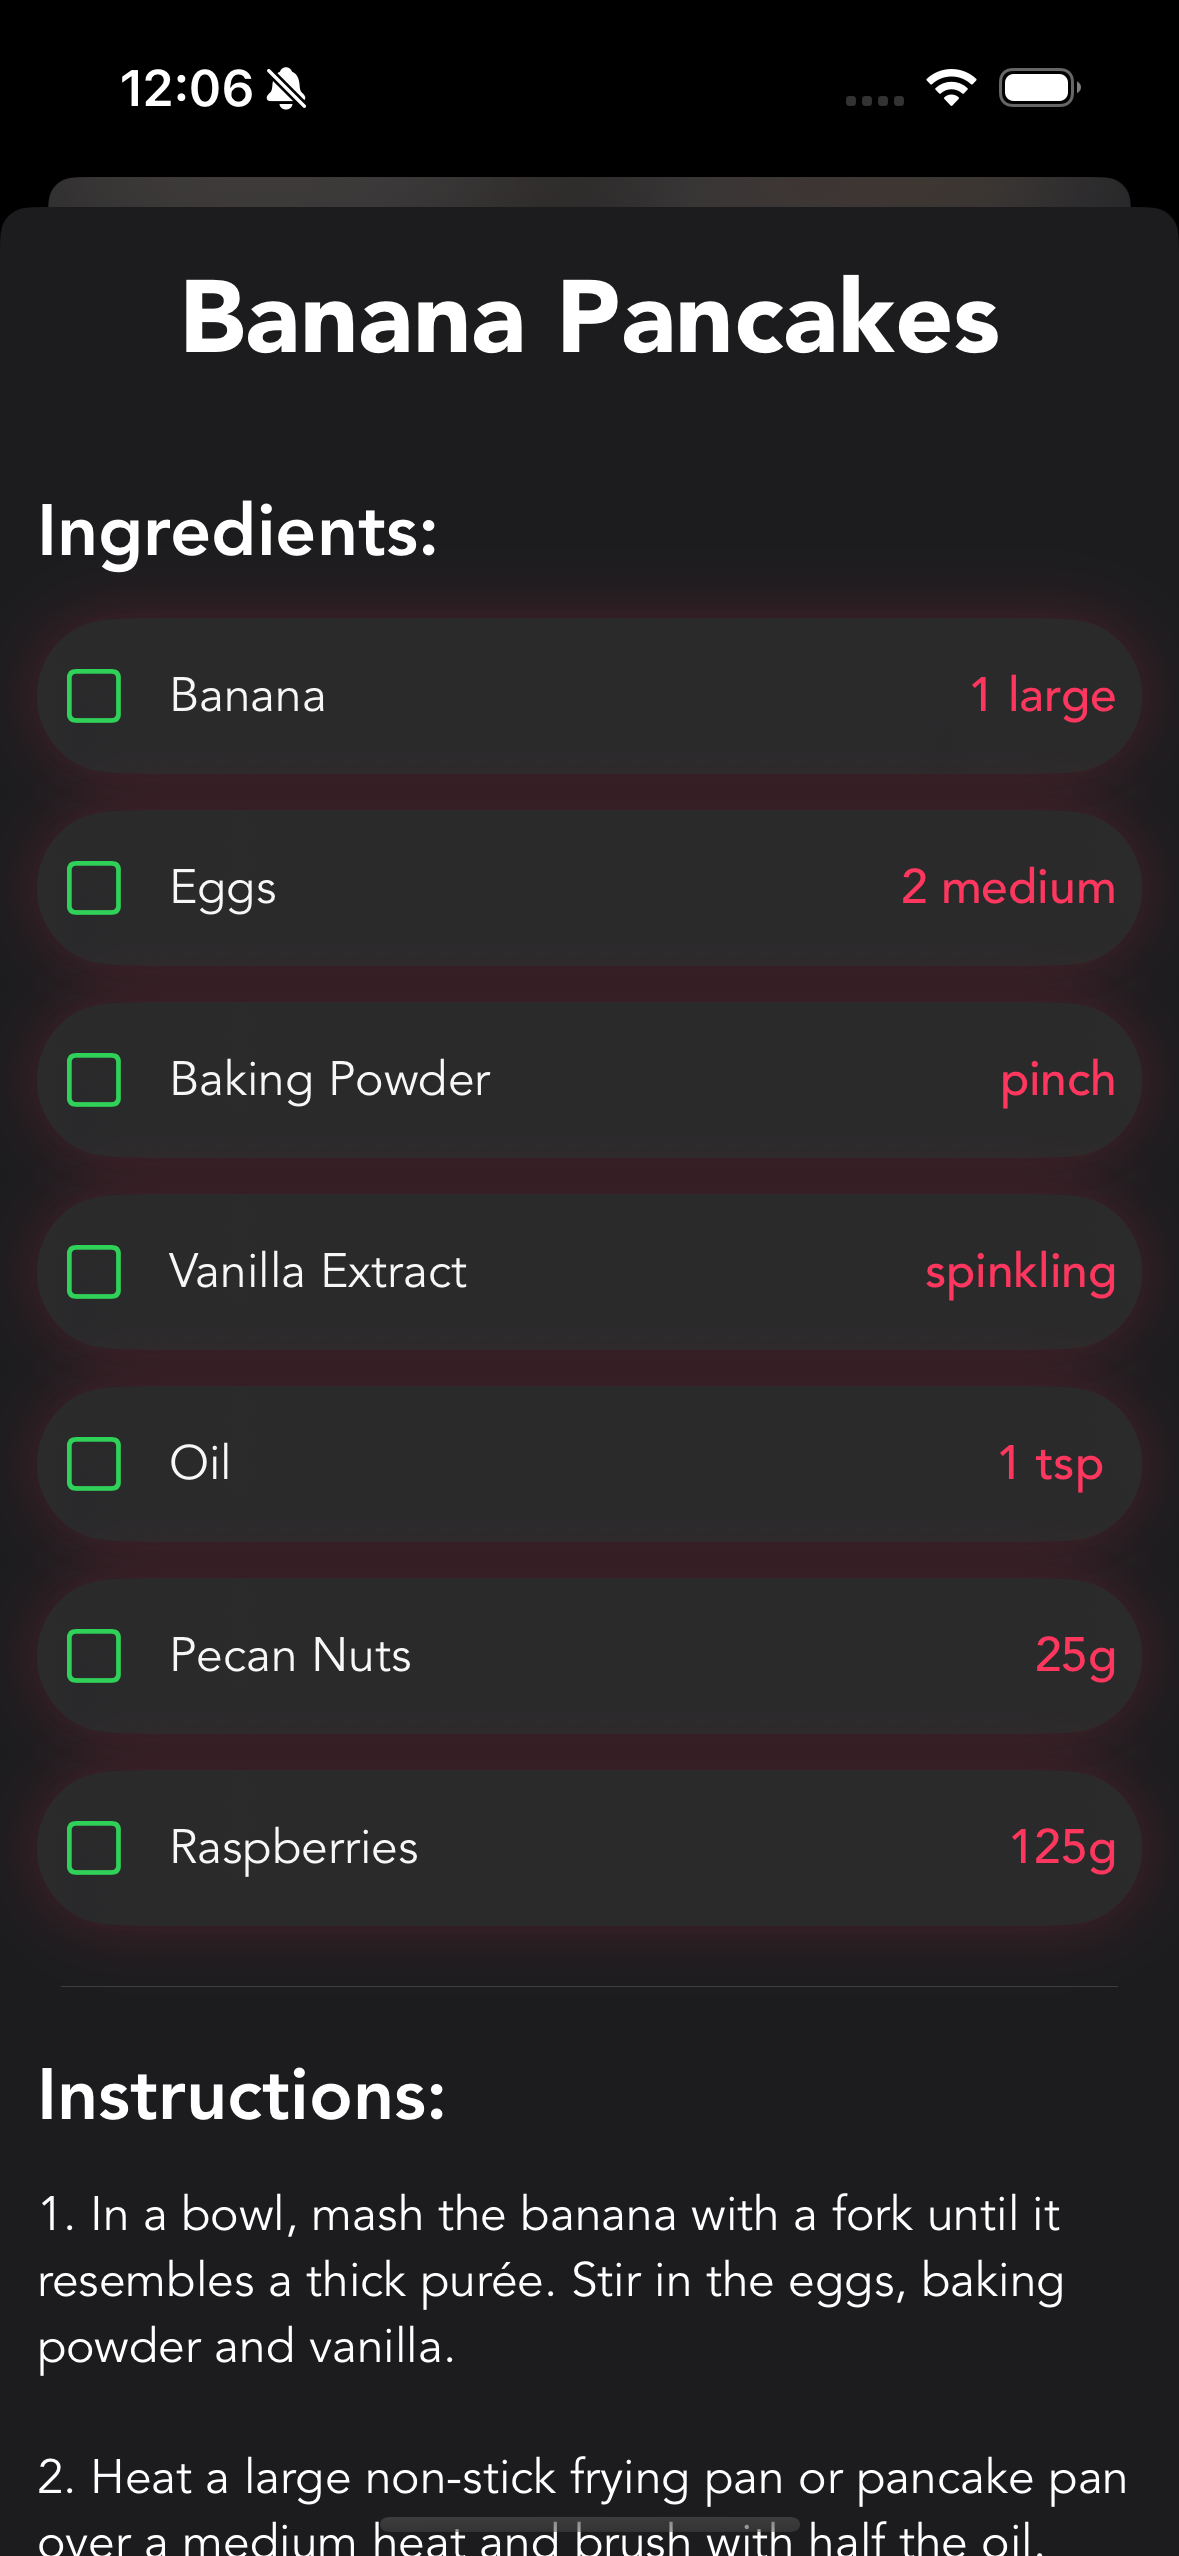 12:06
Banana Pancakes
Ingredients:
Banana 1 large
Eggs 2 medium
Baking Powder pinch
Vanilla Extract spinkling
Oil 1 tsp
Pecan Nuts 25g
Raspberries 125g
Instructions:
1. In a bowl, mash the banana with a fork until it
resembles a thick purée. Stir in the eggs, baking
powder and vanilla.
2. Heat a large non-stick frying pan or pancake pan
over a medium heat and brush with half the oil.